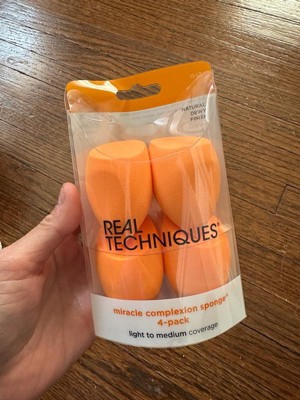 NATURAL
DEWY
FINISH
REAL
TECHNIQUES®
miracle complexion sponge®
4-pack
light to medium coverage